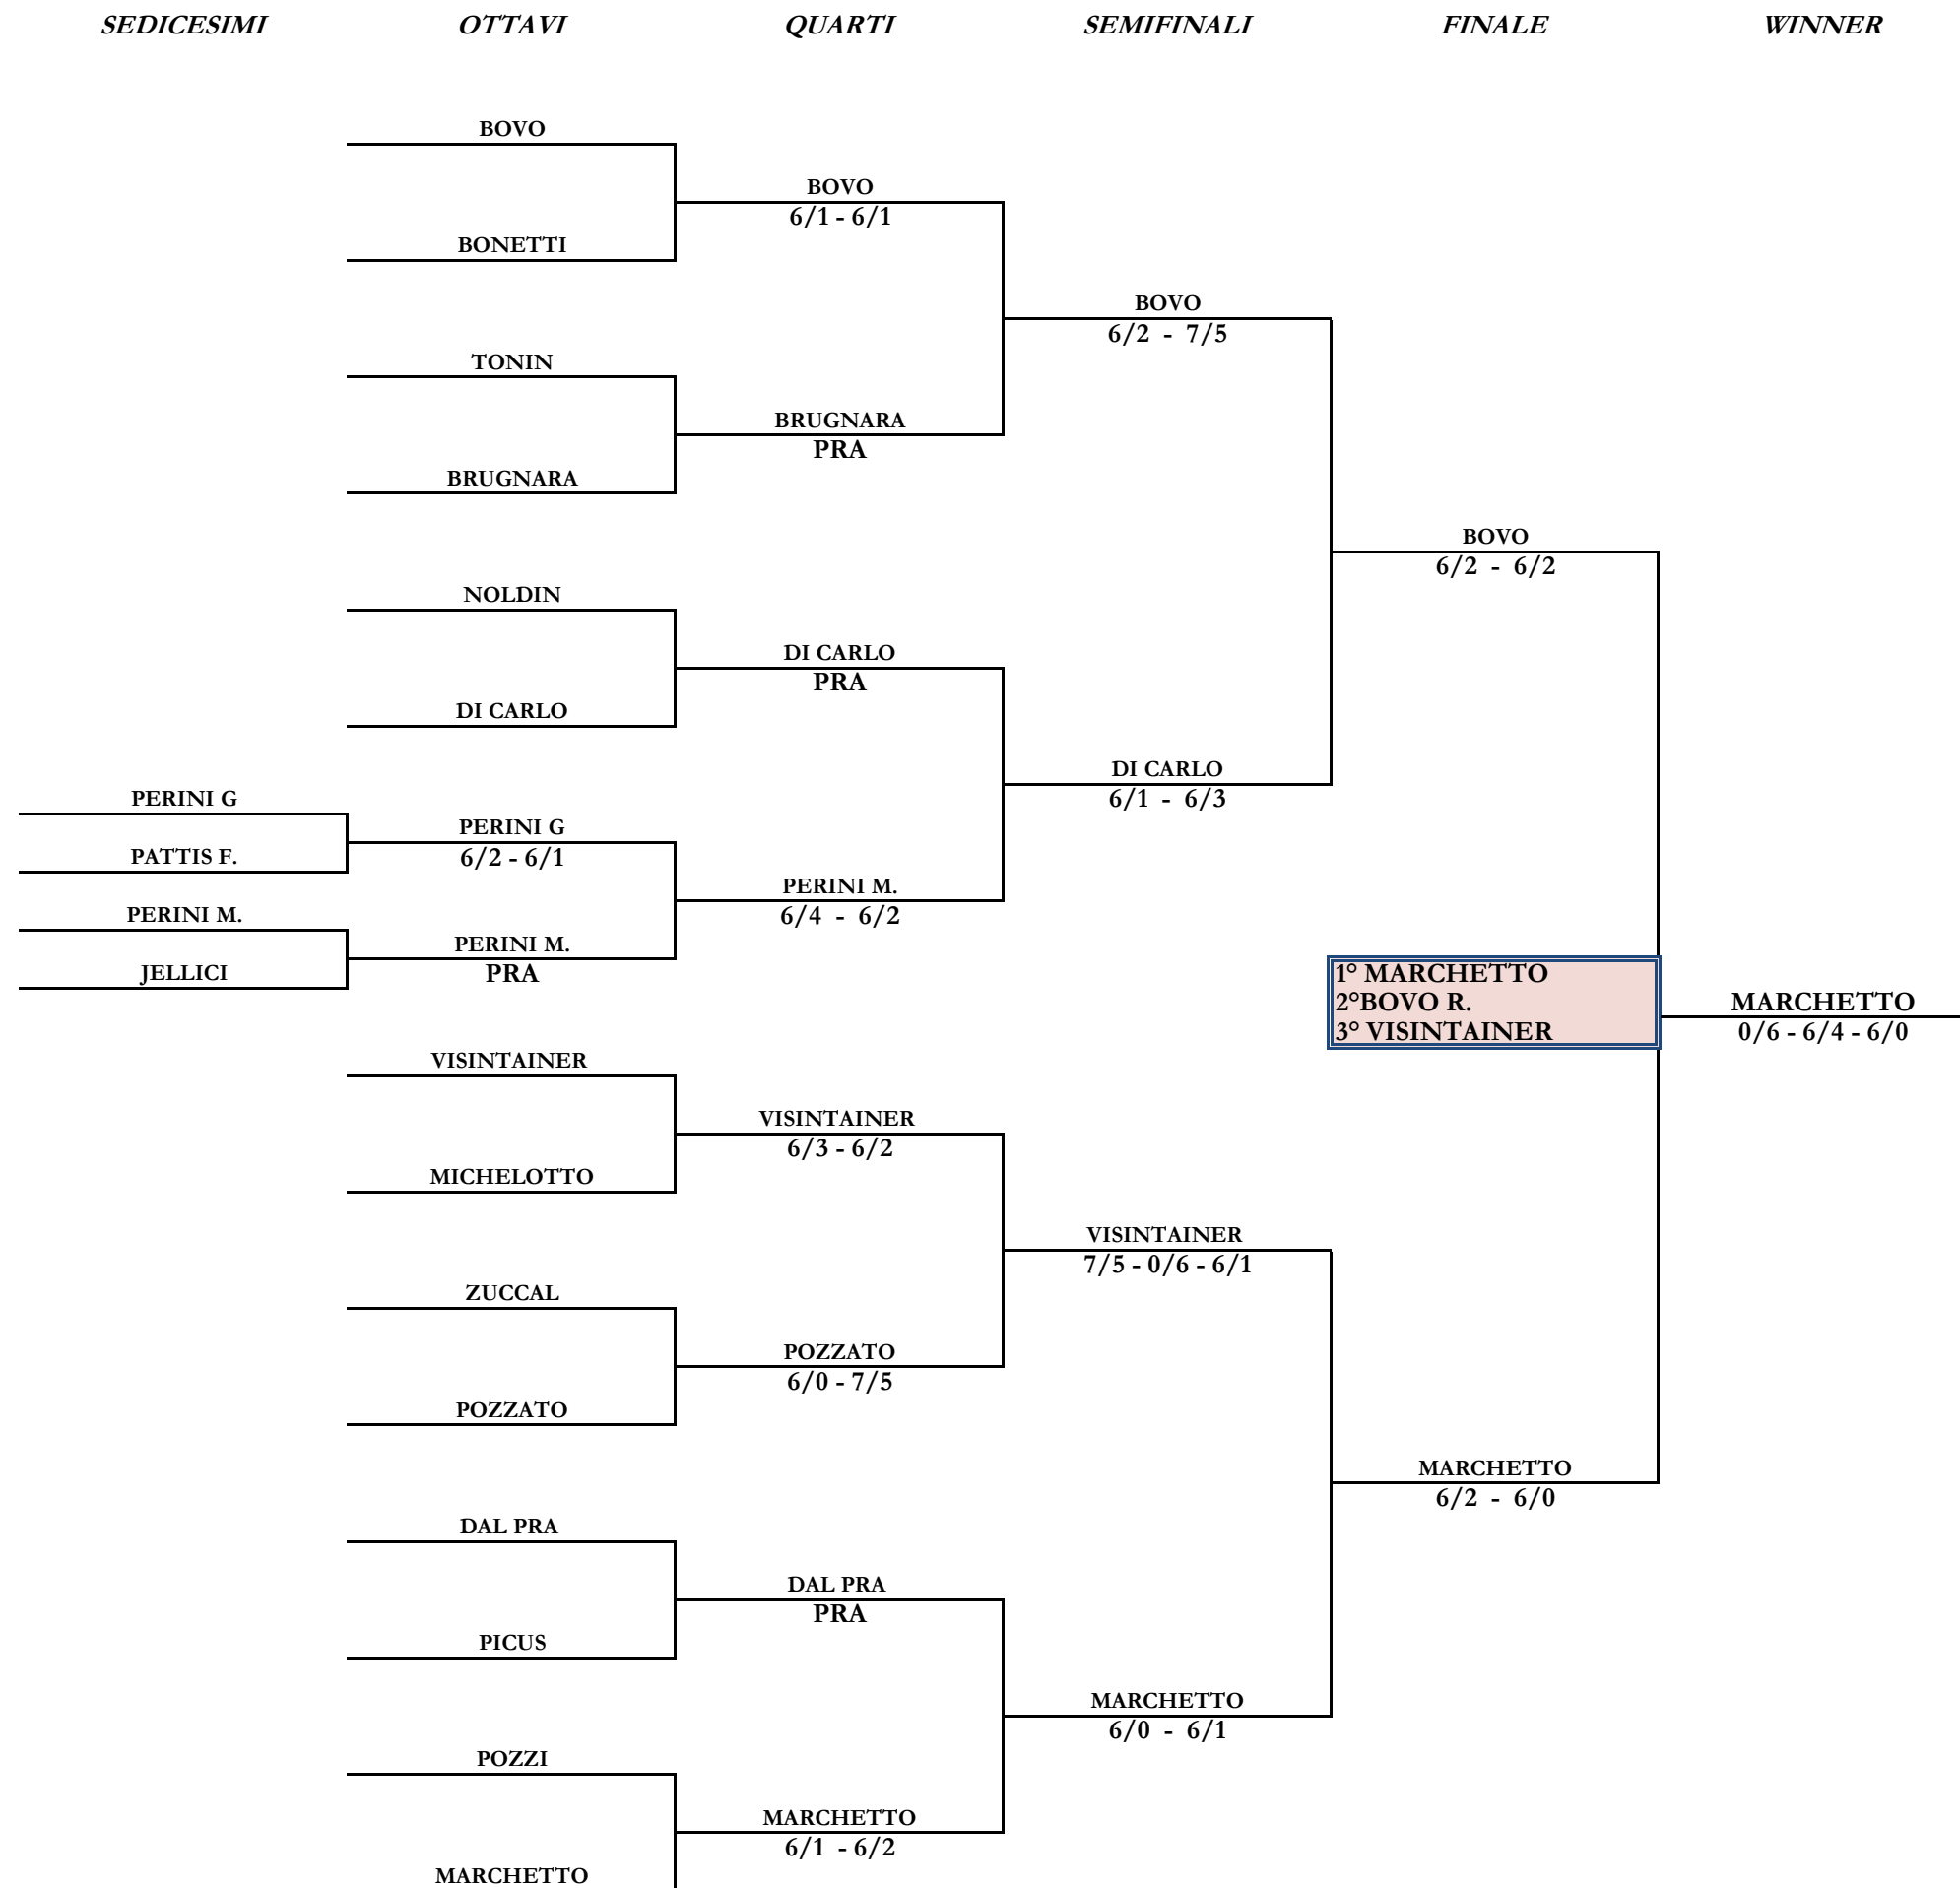 SEDICESIMI OTTAVI QUARTI SEMIFINALI FINALE WINNER
BOVO
BOVO
6/1 - 6/1
BONETTI
BOVO
6/2 - 7/5
TONIN
BRUGNARA
PRA
BRUGNARA
BOVO
6/2 - 6/2
NOLDIN
DI CARLO
PRA
DI CARLO
DI CARLO
6/1 - 6/3
PERINI G
PERINI G
6/2 - 6/1
PATTIS F.
PERINI M.
6/4 - 6/2
PERINI M.
PERINI M.
PRA
JELLICI
1° MARCHETTO
2°BOVO R.
3° VISINTAINER
MARCHETTO
0/6 - 6/4 - 6/0
VISINTAINER
VISINTAINER
6/3 - 6/2
MICHELOTTO
VISINTAINER
7/5 - 0/6 - 6/1
ZUCCAL
POZZATO
6/0 - 7/5
POZZATO
MARCHETTO
6/2 - 6/0
DAL PRA
DAL PRA
PRA
PICUS
MARCHETTO
6/0 - 6/1
POZZI
MARCHETTO
6/1 - 6/2
MARCHETTO